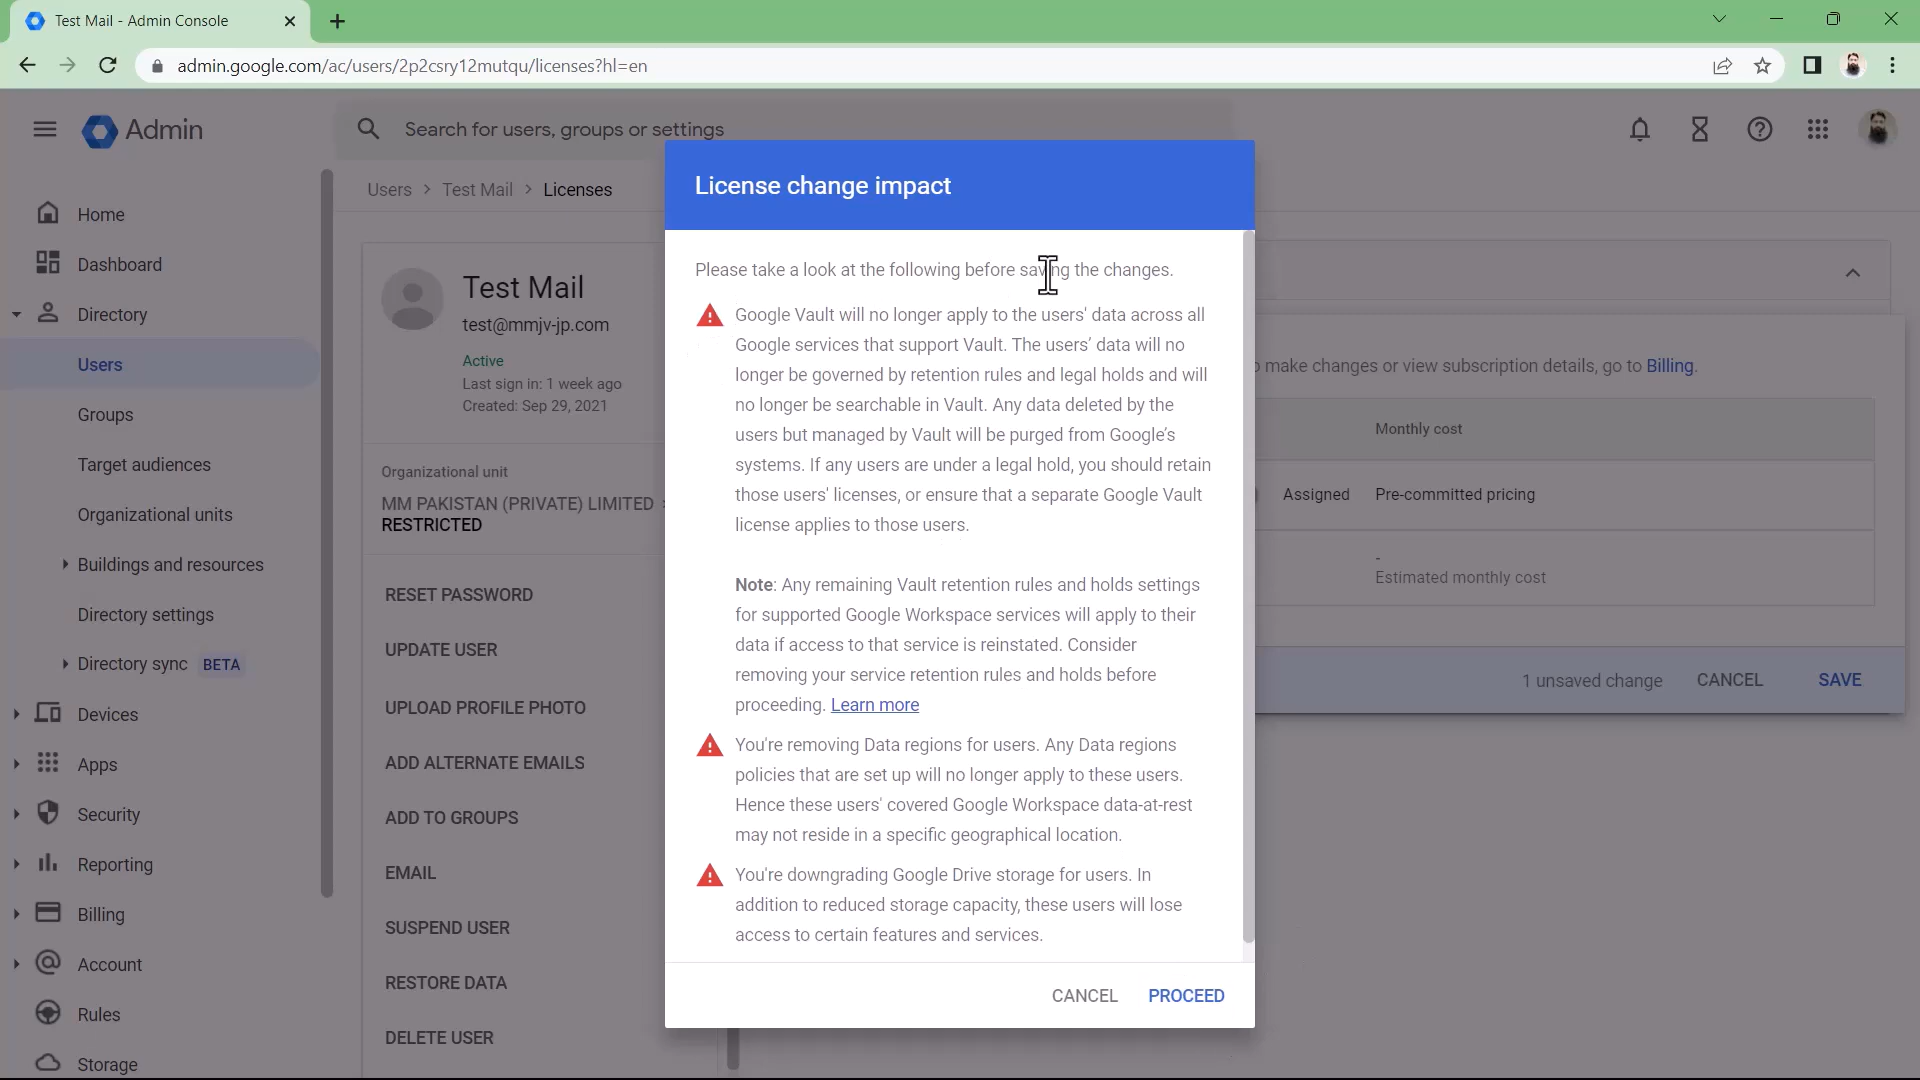 Test Mail - Admin Console
admin.google.com/ac/users/2p2csry12mutqu/licenses?hl=en
Admin
Search for users, groups or settings
Home
Dashboard
Directory
Users
Groups
Target audiences
Organizational units
Buildings and resources
Directory settings
Directory sync BETA
Devices
Apps
Security
Reporting
Billing
Account
Rules
Storage
Users > Test Mail > Licenses
Test Mail
test@mmjv-jp.com
Active
Last sign in: 1 week ago
Created: Sep 29, 2021
Organizational unit
MM PAKISTAN (PRIVATE) LIMITED >
RESTRICTED
RESET PASSWORD
UPDATE USER
UPLOAD PROFILE PHOTO
ADD ALTERNATE EMAILS
ADD TO GROUPS
EMAIL
SUSPEND USER
RESTORE DATA
DELETE USER
License change impact
Please take a look at the following before saving the changes.
Google Vault will no longer apply to the users' data across all
Google services that support Vault. The users’ data will no
longer be governed by retention rules and legal holds and will
no longer be searchable in Vault. Any data deleted by the
users but managed by Vault will be purged from Google’s
systems. If any users are under a legal hold, you should retain
those users' licenses, or ensure that a separate Google Vault
license applies to those users.
Note: Any remaining Vault retention rules and holds settings
for supported Google Workspace services will apply to their
data if access to that service is reinstated. Consider
removing your service retention rules and holds before
proceeding. Learn more
You're removing Data regions for users. Any Data regions
policies that are set up will no longer apply to these users.
Hence these users' covered Google Workspace data-at-rest
may not reside in a specific geographical location.
You're downgrading Google Drive storage for users. In
addition to reduced storage capacity, these users will lose
access to certain features and services.
CANCEL PROCEED
make changes or view subscription details, go to Billing.
Monthly cost
Assigned Pre-committed pricing
-
Estimated monthly cost
1 unsaved change CANCEL SAVE